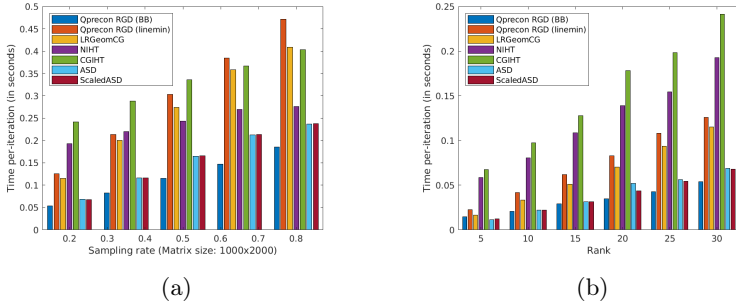 0.5
0.45
0.4
0.35
0.3
0.25
0.2
0.15
0.1
0.05
0
Time per-iteration (in seconds)
Qprecon RGD (BB)
Qprecon RGD (linemin)
LRGeomCG
NIHT
CGIHT
ASD
ScaledASD
0.2 0.3 0.4 0.5 0.6 0.7 0.8
Sampling rate (Matrix size: 1000x2000)
(a)
0.25
0.2
0.15
0.1
0.05
0
Time per-iteration (in seconds)
Qprecon RGD (BB)
Qprecon RGD (linemin)
LRGeomCG
NIHT
CGIHT
ASD
ScaledASD
5 10 15 20 25 30
Rank
(b)